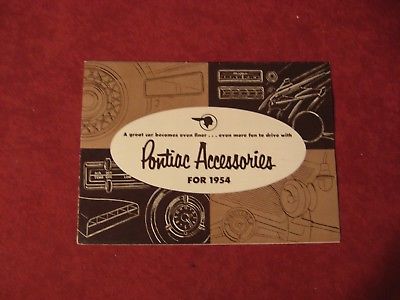 A great car becomes even finer . . . even more fun to drive with
Pontiac Accessories
FOR 1954